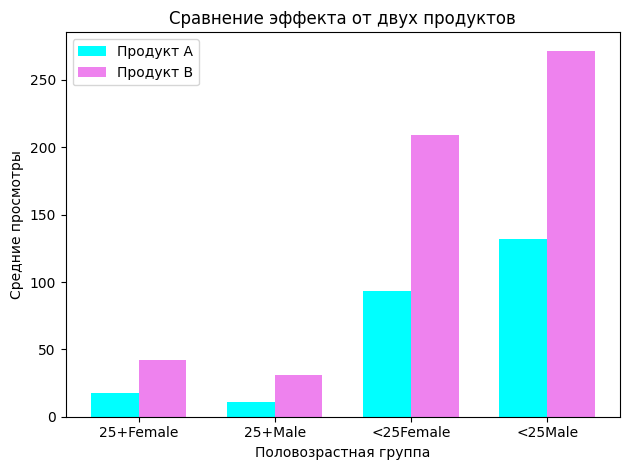 Сравнение эффекта от двух продуктов
Продукт A
Продукт B
Средние просмотры
250
200
150
100
50
0
25+Female
25+Male
<25Female
<25Male
Половозрастная группа